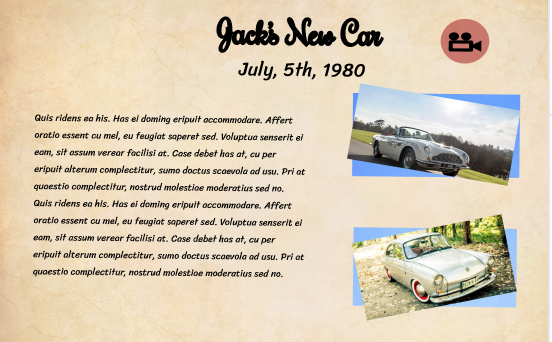 Jack's New Car
July, 5th, 1980
Quis ridens ea his. Has ei doming eripuit accommodare. Affert
oratio essent cu mel, eu feugiat saperet sed. Voluptua senserit ei
eam, sit assum verear facilisi at. Case debet has at, cu per
eripuit alterum complectitur, sumo doctus scaevola ad usu. Pri at
quaestio complectitur, nostrud molestiae moderatius sed no.
Quis ridens ea his. Has ei doming eripuit accommodare. Affert
oratio essent cu mel, eu feugiat saperet sed. Voluptua senserit ei
eam, sit assum verear facilisi at. Case debet has at, cu per
eripuit alterum complectitur, sumo doctus scaevola ad usu. Pri at
quaestio complectitur, nostrud molestiae moderatius sed no.